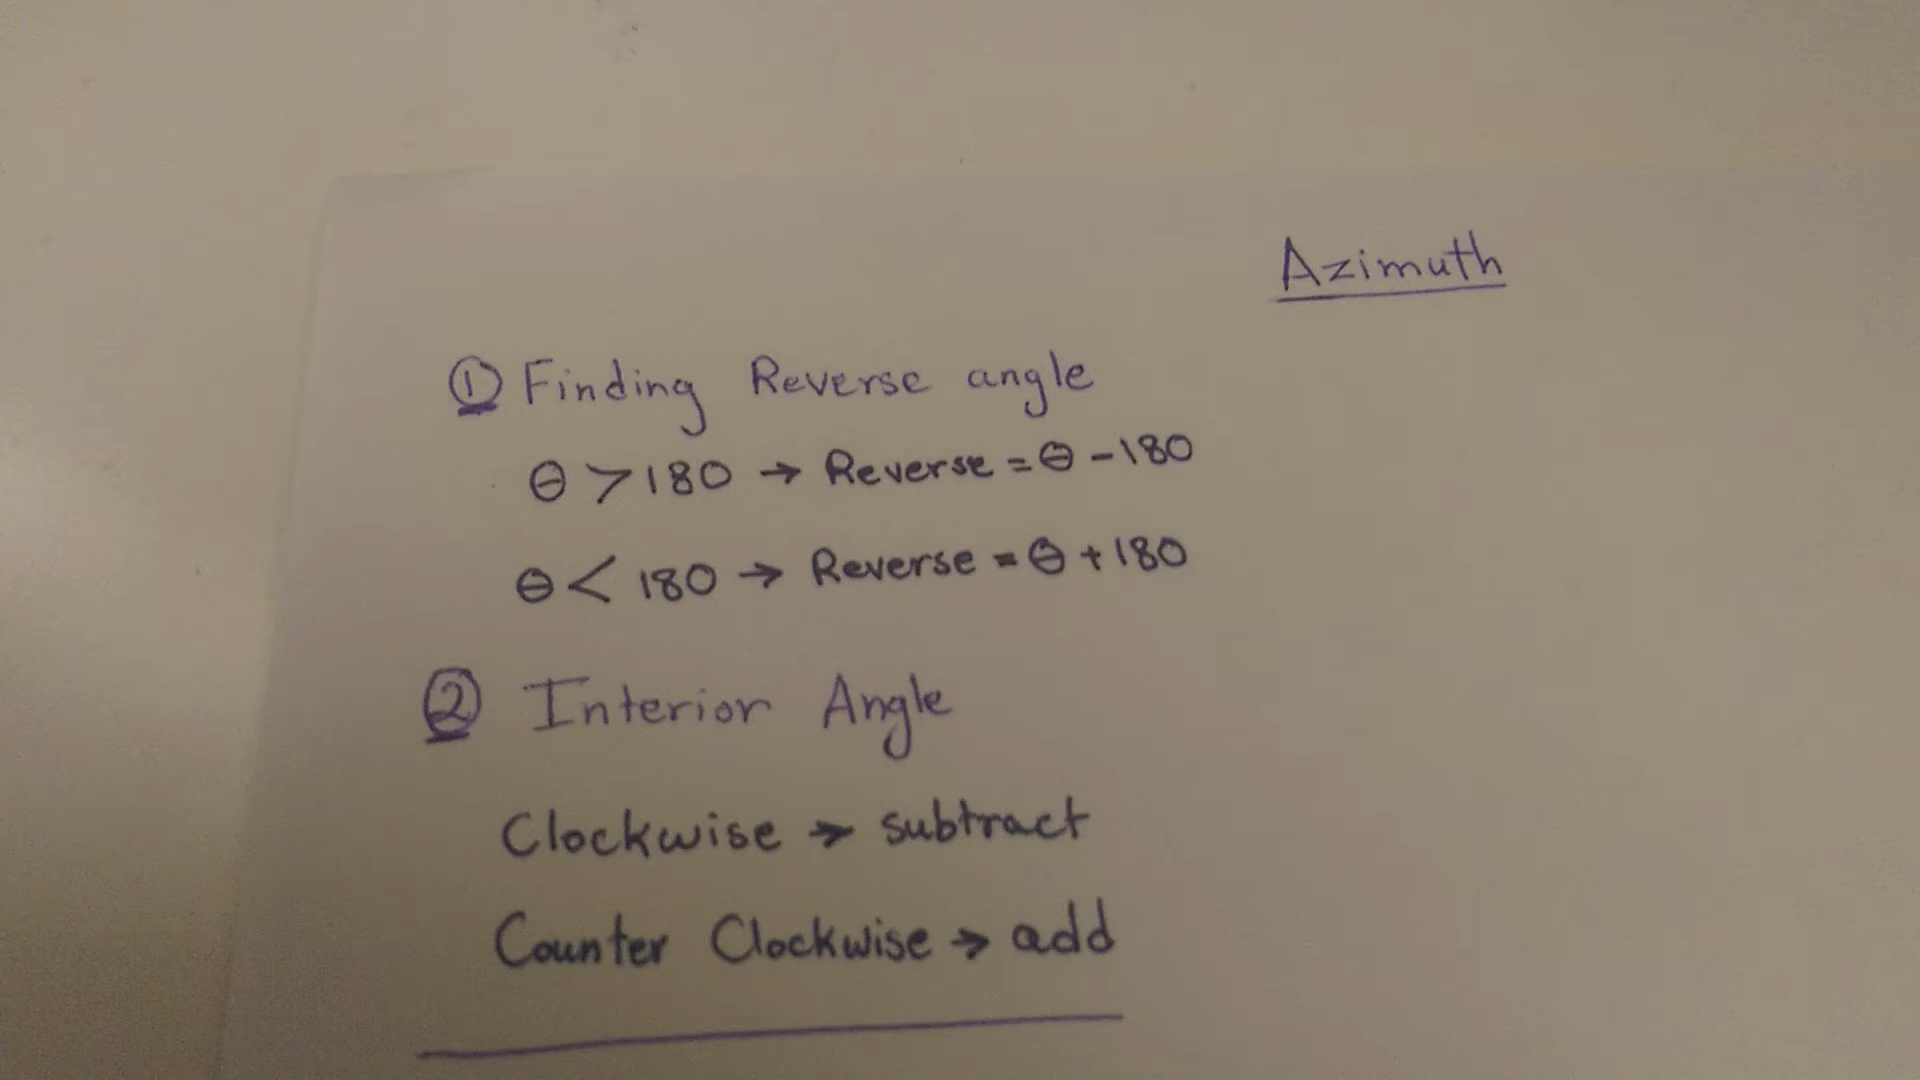 Azimuth
① Finding Reverse angle
θ > 180 → Reverse = θ - 180
θ < 180 → Reverse = θ + 180
② Interior Angle
Clockwise → subtract
Counter Clockwise → add